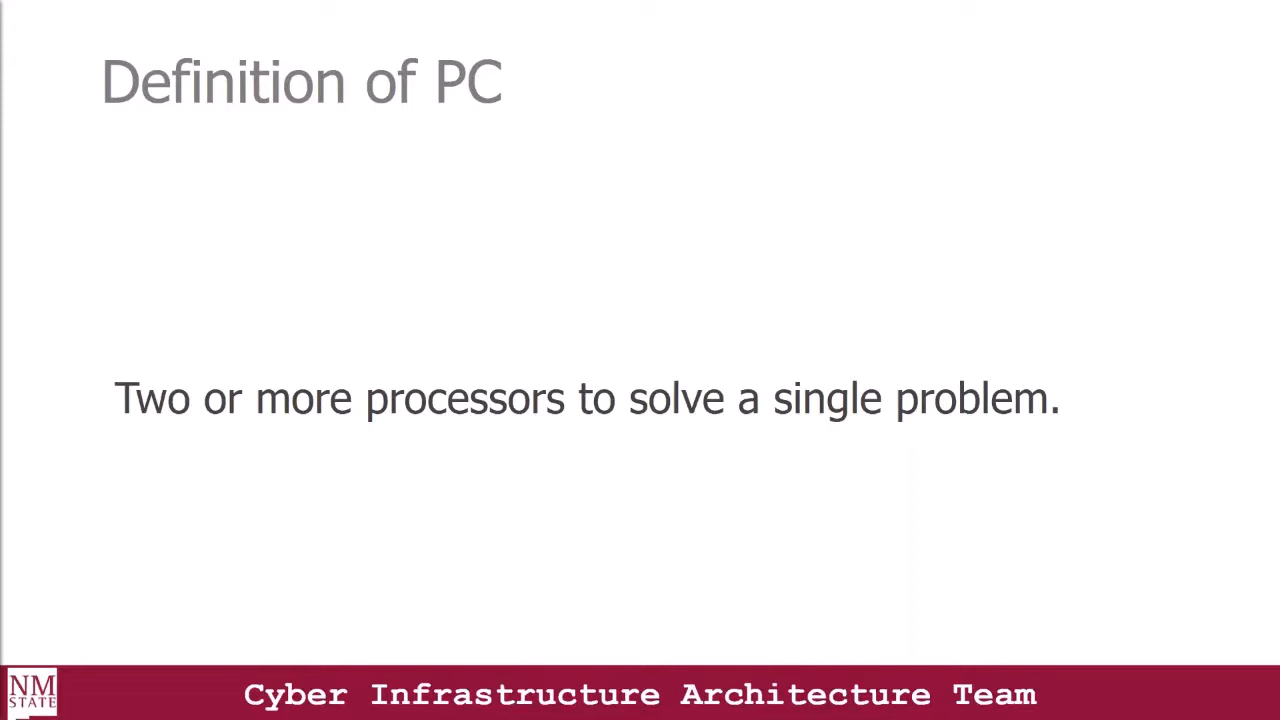 Definition of PC
Two or more processors to solve a single problem.
NM
STATE
Cyber Infrastructure Architecture Team